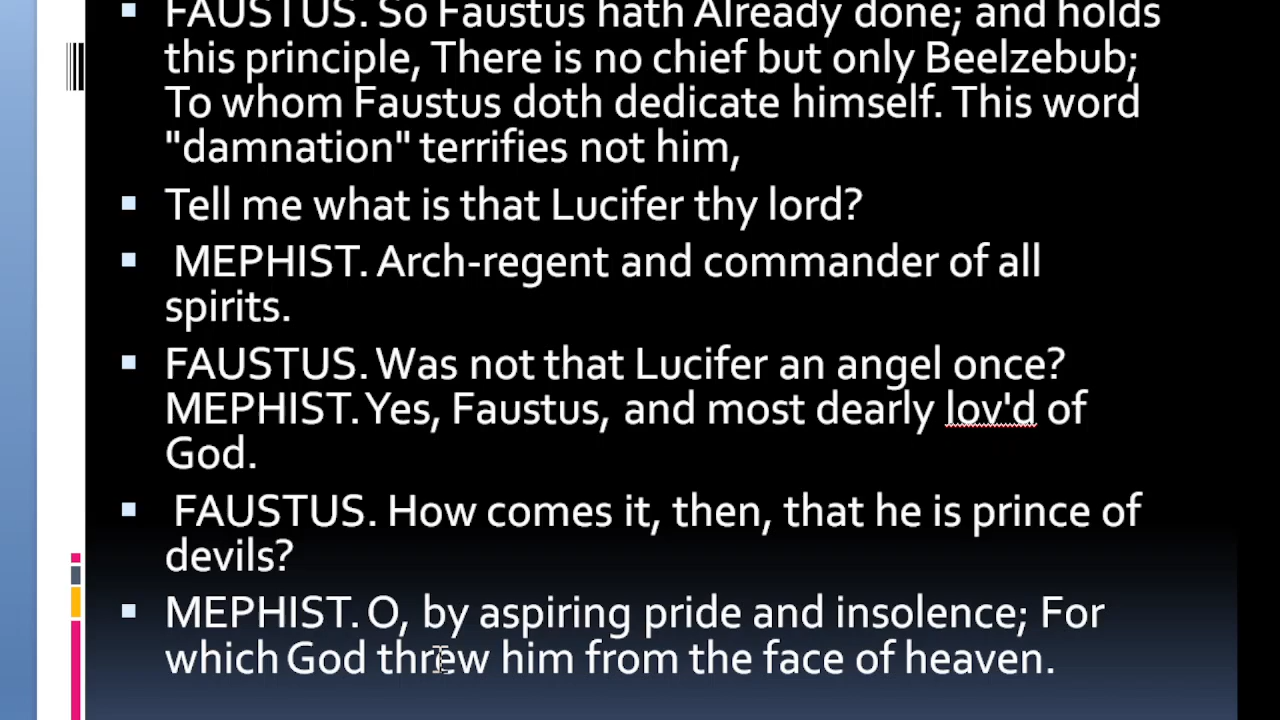 ▪ FAUSTUS. So Faustus hath Already done; and holds
this principle, There is no chief but only Beelzebub;
To whom Faustus doth dedicate himself. This word
"damnation" terrifies not him,
▪ Tell me what is that Lucifer thy lord?
▪ MEPHIST. Arch-regent and commander of all
spirits.
▪ FAUSTUS. Was not that Lucifer an angel once?
MEPHIST. Yes, Faustus, and most dearly lov'd of
God.
▪ FAUSTUS. How comes it, then, that he is prince of
devils?
▪ MEPHIST. O, by aspiring pride and insolence; For
which God threw him from the face of heaven.